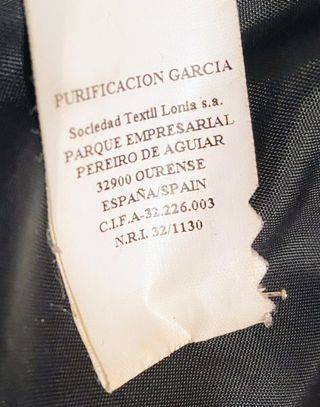 PURIFICACION GARCIA
Sociedad Textil Lonia s.a.
PARQUE EMPRESARIAL
PEREIRO DE AGUIAR
32900 OURENSE
ESPAÑA/SPAIN
C.I.F.A-32.226.003
N.R.I. 32/1130